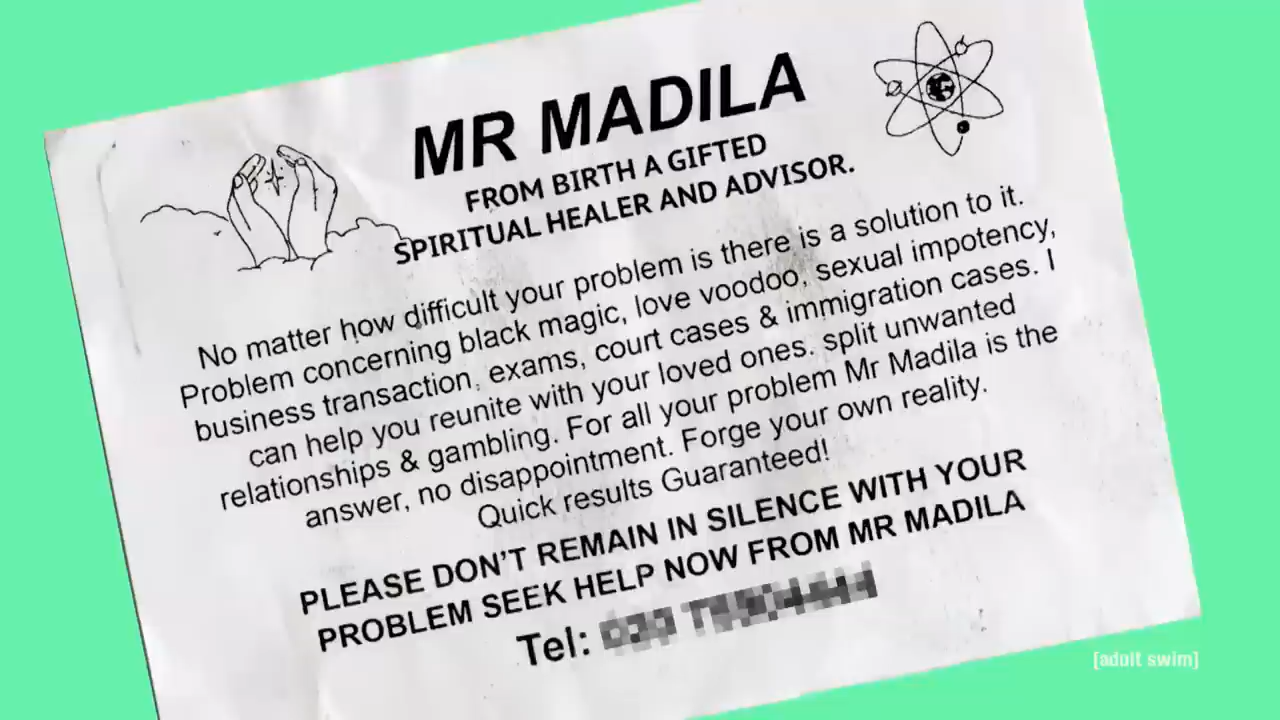 MR MADILA
FROM BIRTH A GIFTED
SPIRITUAL HEALER AND ADVISOR.
No matter how difficult your problem is there is a solution to it.
Problem concerning black magic, love voodoo, sexual impotency,
business transaction, exams, court cases & immigration cases. I
can help you reunite with your loved ones. split unwanted
relationships & gambling. For all your problem Mr Madila is the
answer, no disappointment. Forge your own reality.
Quick results Guaranteed!
PLEASE DON'T REMAIN IN SILENCE WITH YOUR
PROBLEM SEEK HELP NOW FROM MR MADILA
Tel:
[adult swim]